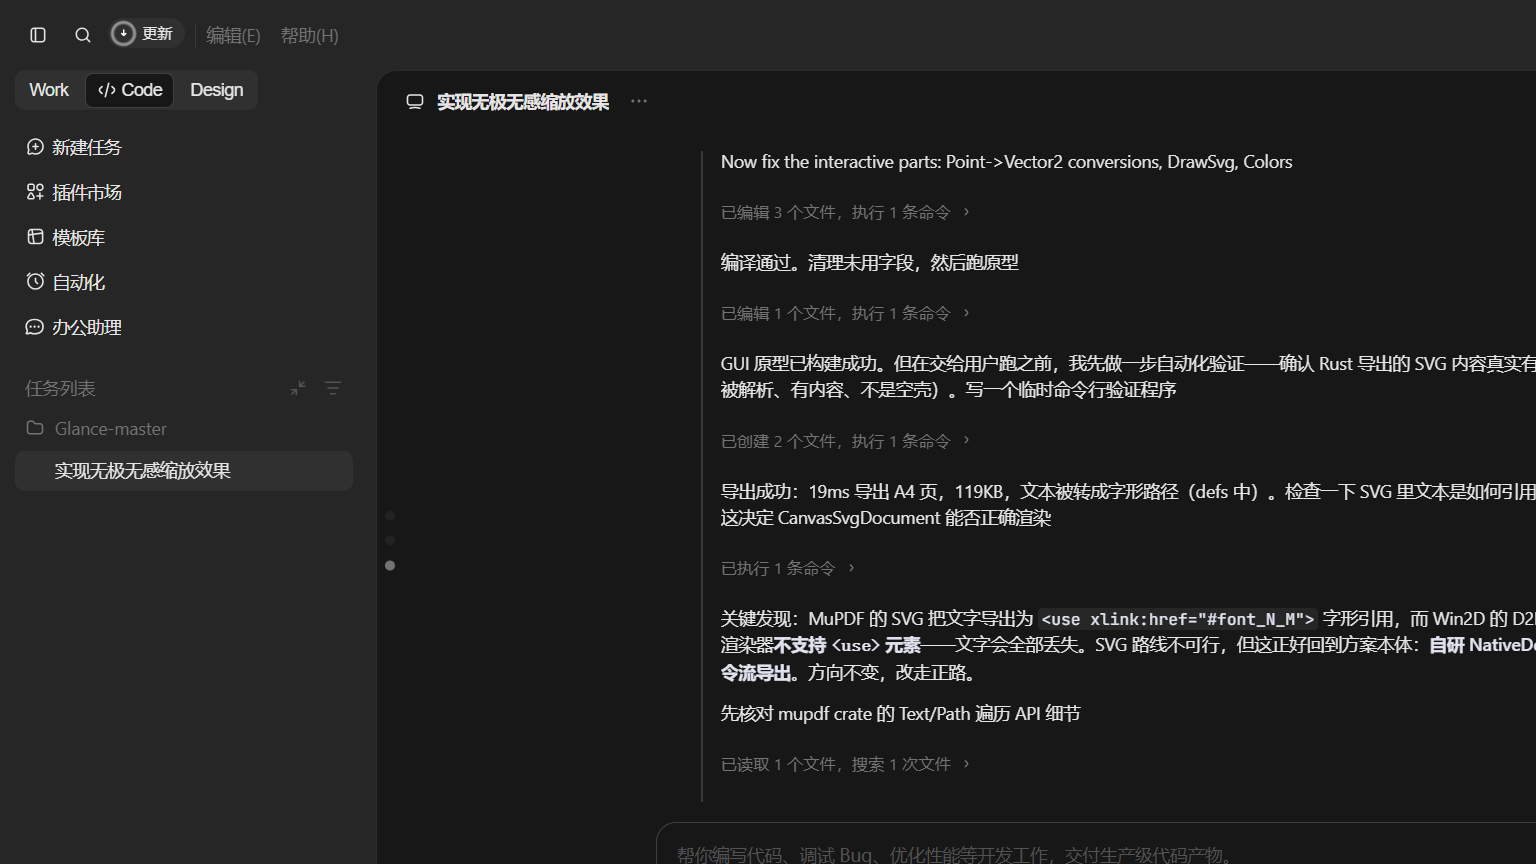 更新
编辑(E)
帮助(H)
Work
Code
Design
新建任务
插件市场
模板库
自动化
办公助理
任务列表
Glance-master
实现无极无感缩放效果
实现无极无感缩放效果
Now fix the interactive parts: Point->Vector2 conversions, DrawSvg, Colors
已编辑 3 个文件，执行 1 条命令
编译通过。清理未用字段，然后跑原型
已编辑 1 个文件，执行 1 条命令
GUI 原型已构建成功。但在交给用户跑之前，我先做一步自动化验证——确认 Rust 导出的 SVG 内容真实有
被解析、有内容、不是空壳）。写一个临时命令行验证程序
已创建 2 个文件，执行 1 条命令
导出成功：19ms 导出 A4 页，119KB，文本被转成字形路径（defs 中）。检查一下 SVG 里文本是如何引用
这决定 CanvasSvgDocument 能否正确渲染
已执行 1 条命令
关键发现：MuPDF 的 SVG 把文字导出为 <use xlink:href="#font_N_M"> 字形引用，而 Win2D 的 D2
渲染器不支持 <use> 元素——文字会全部丢失。SVG 路线不可行，但这正好回到方案本体：自研 NativeD
令流导出。方向不变，改走正路。
先核对 mupdf crate 的 Text/Path 遍历 API 细节
已读取 1 个文件，搜索 1 次文件
帮你编写代码、调试 Bug、优化性能等开发工作，交付生产级代码产物。